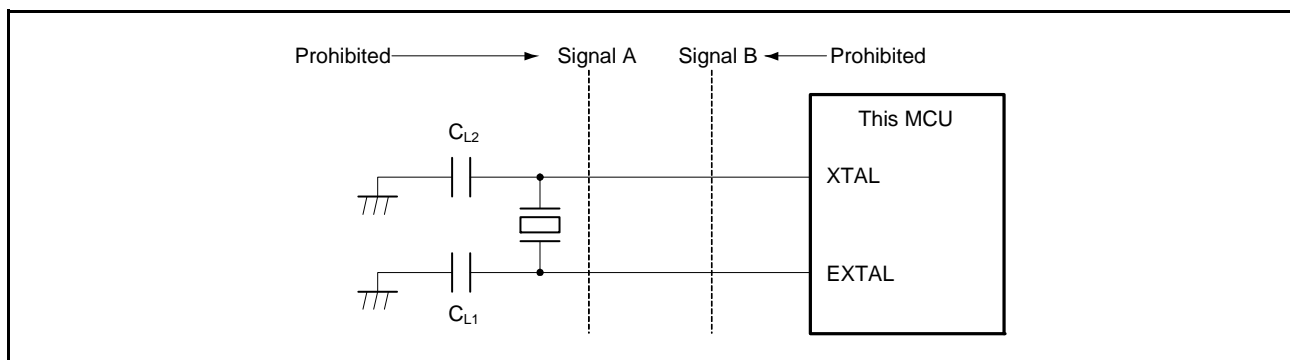 Prohibited Signal A Signal B Prohibited
This MCU
CL2
XTAL
EXTAL
CL1